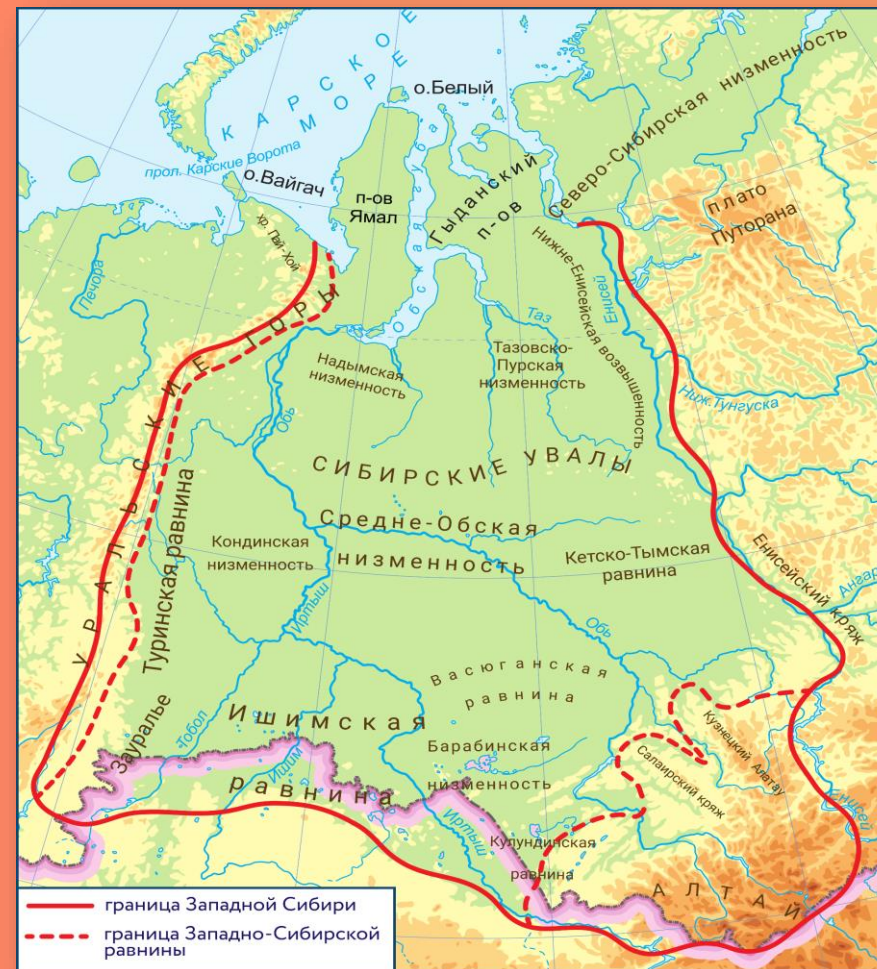 КАРСКОЕ
МОРЕ
о.Белый
Северо-Сибирская низменность
прол. Карские Ворота
о.Вайгач
п-ов
Ямал
Обская губа
Гыданский
п-ов
плато
Путорана
хр. Пай-Хой
Печора
Нижне-Енисейская возвышенность
Енисей
Таз
УРАЛЬСКИЕ ГОРЫ
Надымская
низменность
Тазовско-
Пурская
низменность
Ниж.Тунгуска
Обь
СИБИРСКИЕ УВАЛЫ
Туринская равнина
Средне-Обская
низменность
Кондинская
низменность
Кетско-Тымская
равнина
Енисейский кряж
Ангар
Иртыш
Обь
Васюганская
равнина
Зауралье
Тобол
Ишимская
равнина
Ишим
Барабинская
низменность
Кузнецкий Алатау
Салаирский кряж
Енисей
Иртыш
Кулундинская
равнина
АЛТАЙ
граница Западной Сибири
граница Западно-Сибирской
равнины